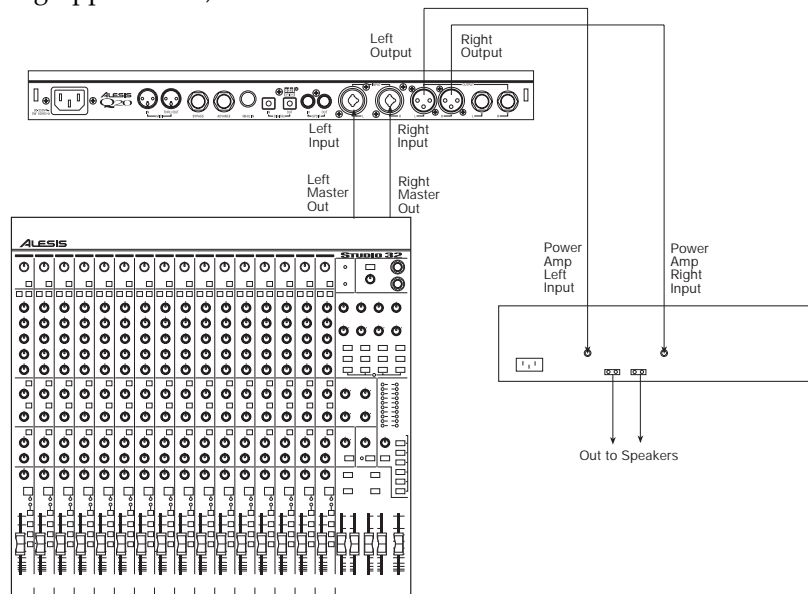 Left
Output
Right
Output
ALESIS
Q20
Left
Input
Right
Input
Left
Master
Out
Right
Master
Out
ALESIS
STUDIO 32
Power
Amp
Left
Input
Power
Amp
Right
Input
Out to Speakers